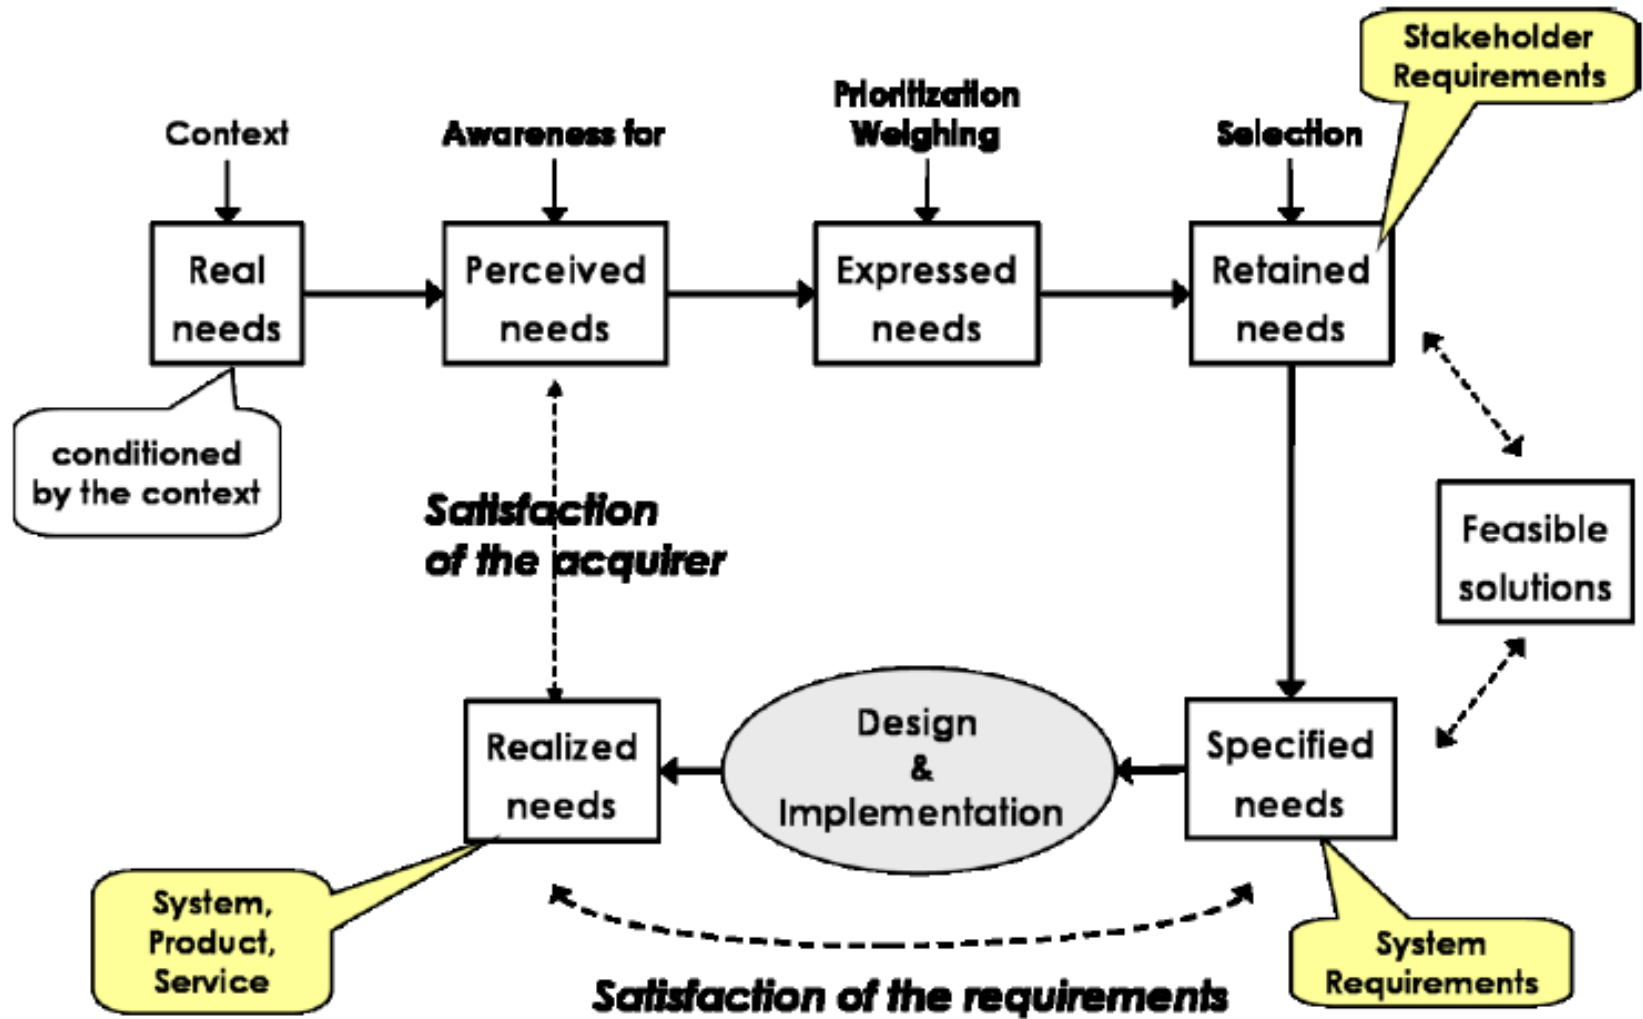 Stakeholder
Requirements
Prioritization
Context
Awareness for
Weighing
Selection
Real
needs
Perceived
needs
Expressed
needs
Retained
needs
conditioned
by the context
Satisfaction
of the acquirer
Feasible
solutions
Realized
needs
Design
&
Implementation
Specified
needs
System,
Product,
Service
System
Requirements
Satisfaction of the requirements